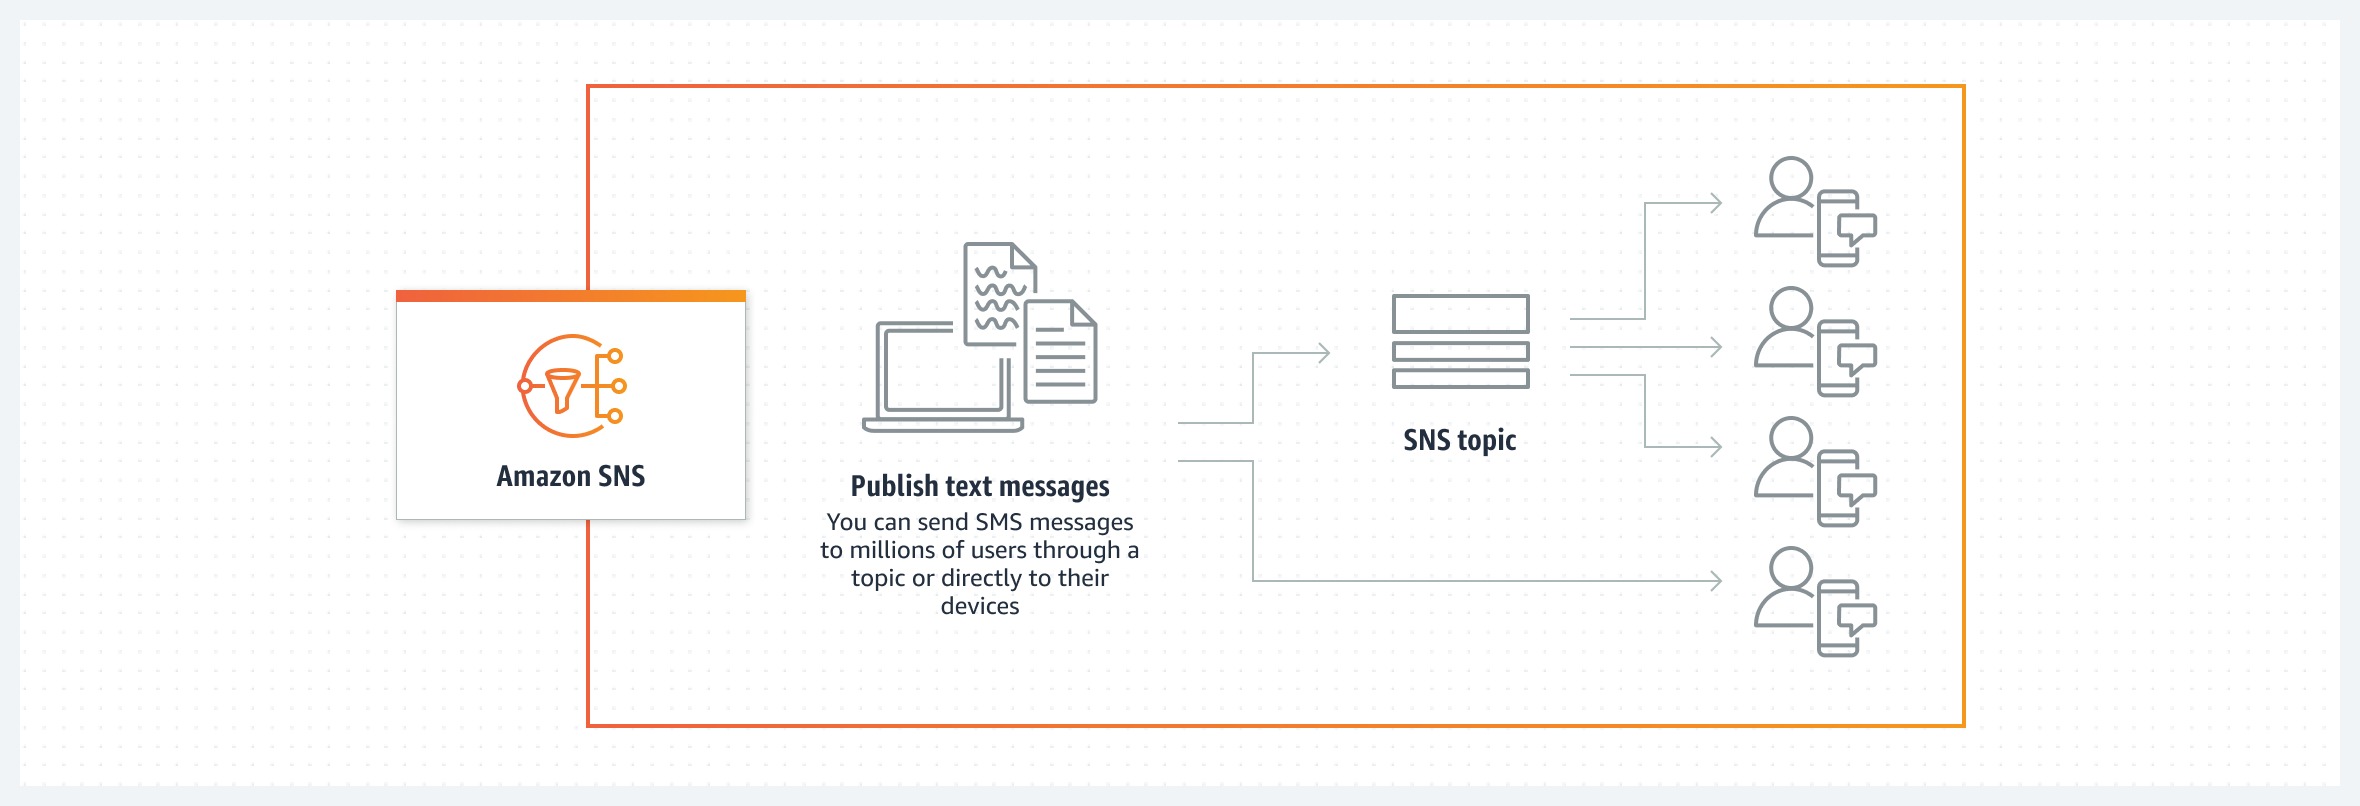 Amazon SNS
Publish text messages
You can send SMS messages
to millions of users through a
topic or directly to their
devices
SNS topic